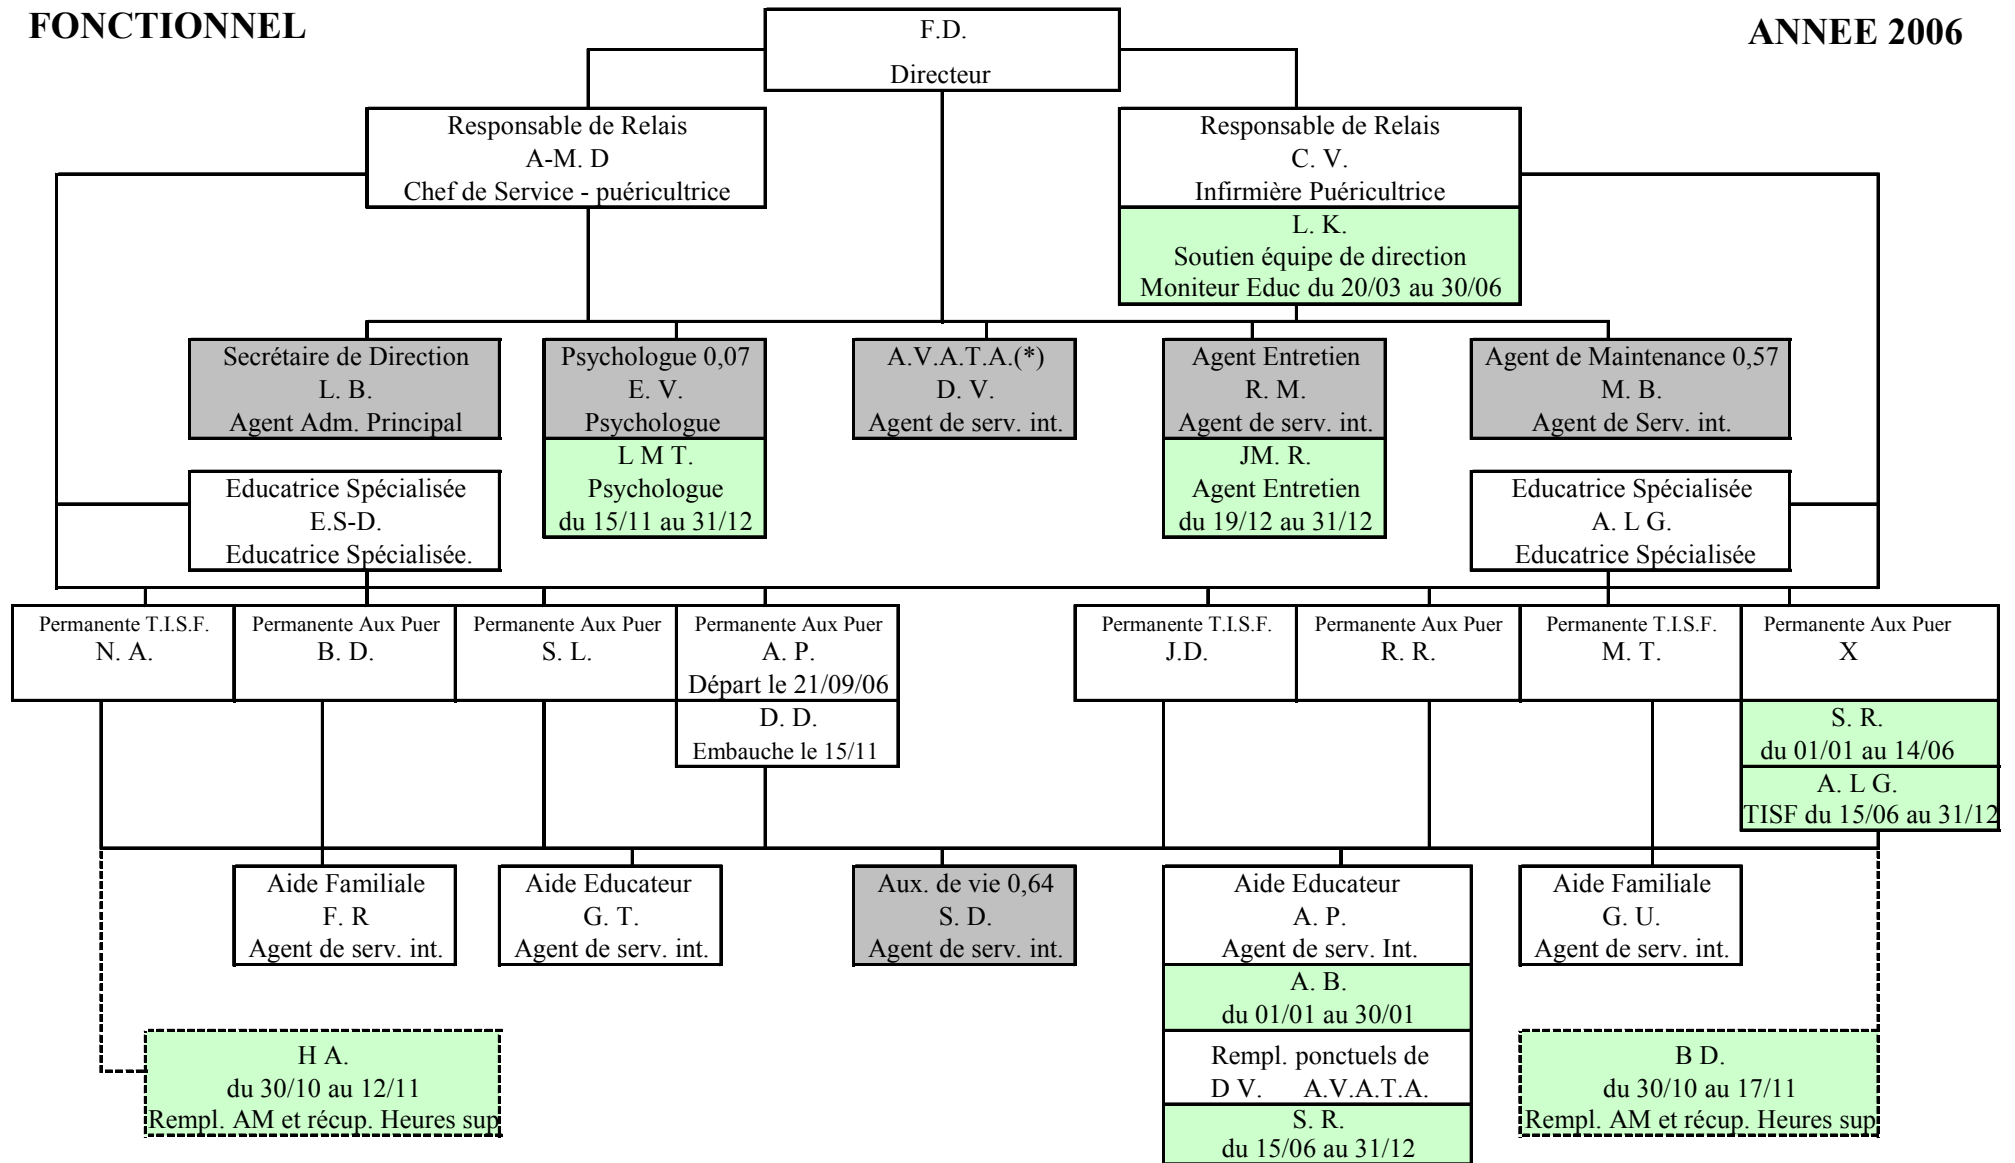 FONCTIONNEL
ANNEE 2006
F.D.
Directeur
Responsable de Relais
A-M. D
Chef de Service - puéricultrice
Responsable de Relais
C. V.
Infirmière Puéricultrice
L. K.
Soutien équipe de direction
Moniteur Educ du 20/03 au 30/06
Secrétaire de Direction
L. B.
Agent Adm. Principal
Psychologue 0,07
E. V.
Psychologue
L M T.
Psychologue
du 15/11 au 31/12
A.V.A.T.A.(*)
D. V.
Agent de serv. int.
Agent Entretien
R. M.
Agent de serv. int.
JM. R.
Agent Entretien
du 19/12 au 31/12
Agent de Maintenance 0,57
M. B.
Agent de Serv. int.
Educatrice Spécialisée
E.S-D.
Educatrice Spécialisée.
Educatrice Spécialisée
A. L G.
Educatrice Spécialisée
Permanente T.I.S.F.
N. A.
Permanente Aux Puer
B. D.
Permanente Aux Puer
S. L.
Permanente Aux Puer
A. P.
Départ le 21/09/06
D. D.
Embauche le 15/11
Permanente T.I.S.F.
J.D.
Permanente Aux Puer
R. R.
Permanente T.I.S.F.
M. T.
Permanente Aux Puer
X
S. R.
du 01/01 au 14/06
A. L G.
TISF du 15/06 au 31/12
Aide Familiale
F. R
Agent de serv. int.
Aide Educateur
G. T.
Agent de serv. int.
Aux. de vie 0,64
S. D.
Agent de serv. int.
Aide Educateur
A. P.
Agent de serv. Int.
A. B.
du 01/01 au 30/01
Rempl. ponctuels de
D V. A.V.A.T.A.
S. R.
du 15/06 au 31/12
Aide Familiale
G. U.
Agent de serv. int.
H A.
du 30/10 au 12/11
Rempl. AM et récup. Heures sup
B D.
du 30/10 au 17/11
Rempl. AM et récup. Heures sup